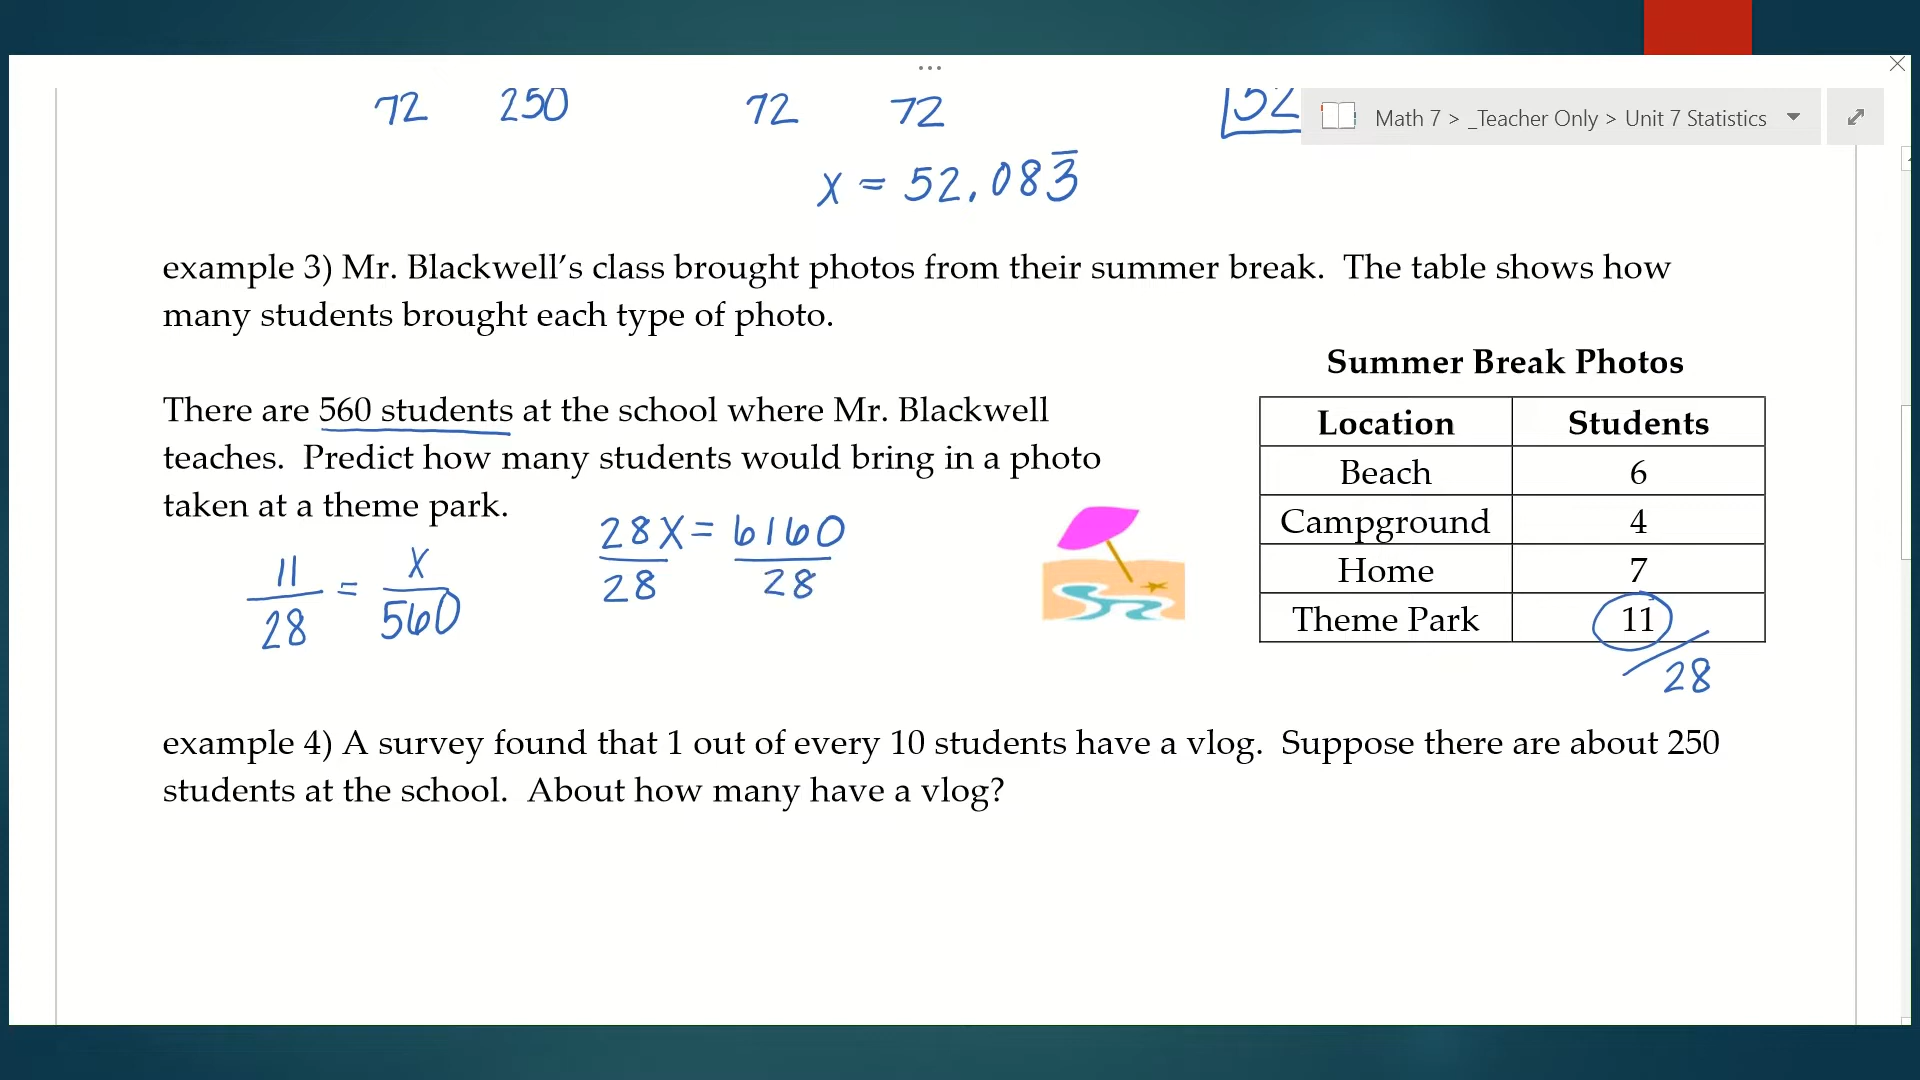 72 250 72 72 52
Math 7 > _Teacher Only > Unit 7 Statistics
x = 52.083̅
example 3) Mr. Blackwell’s class brought photos from their summer break. The table shows how
many students brought each type of photo.
There are 560 students at the school where Mr. Blackwell
teaches. Predict how many students would bring in a photo
taken at a theme park.
11/28 = x/560
28x/28 = 6160/28
Summer Break Photos
Location Students
Beach 6
Campground 4
Home 7
Theme Park 11
28
example 4) A survey found that 1 out of every 10 students have a vlog. Suppose there are about 250
students at the school. About how many have a vlog?